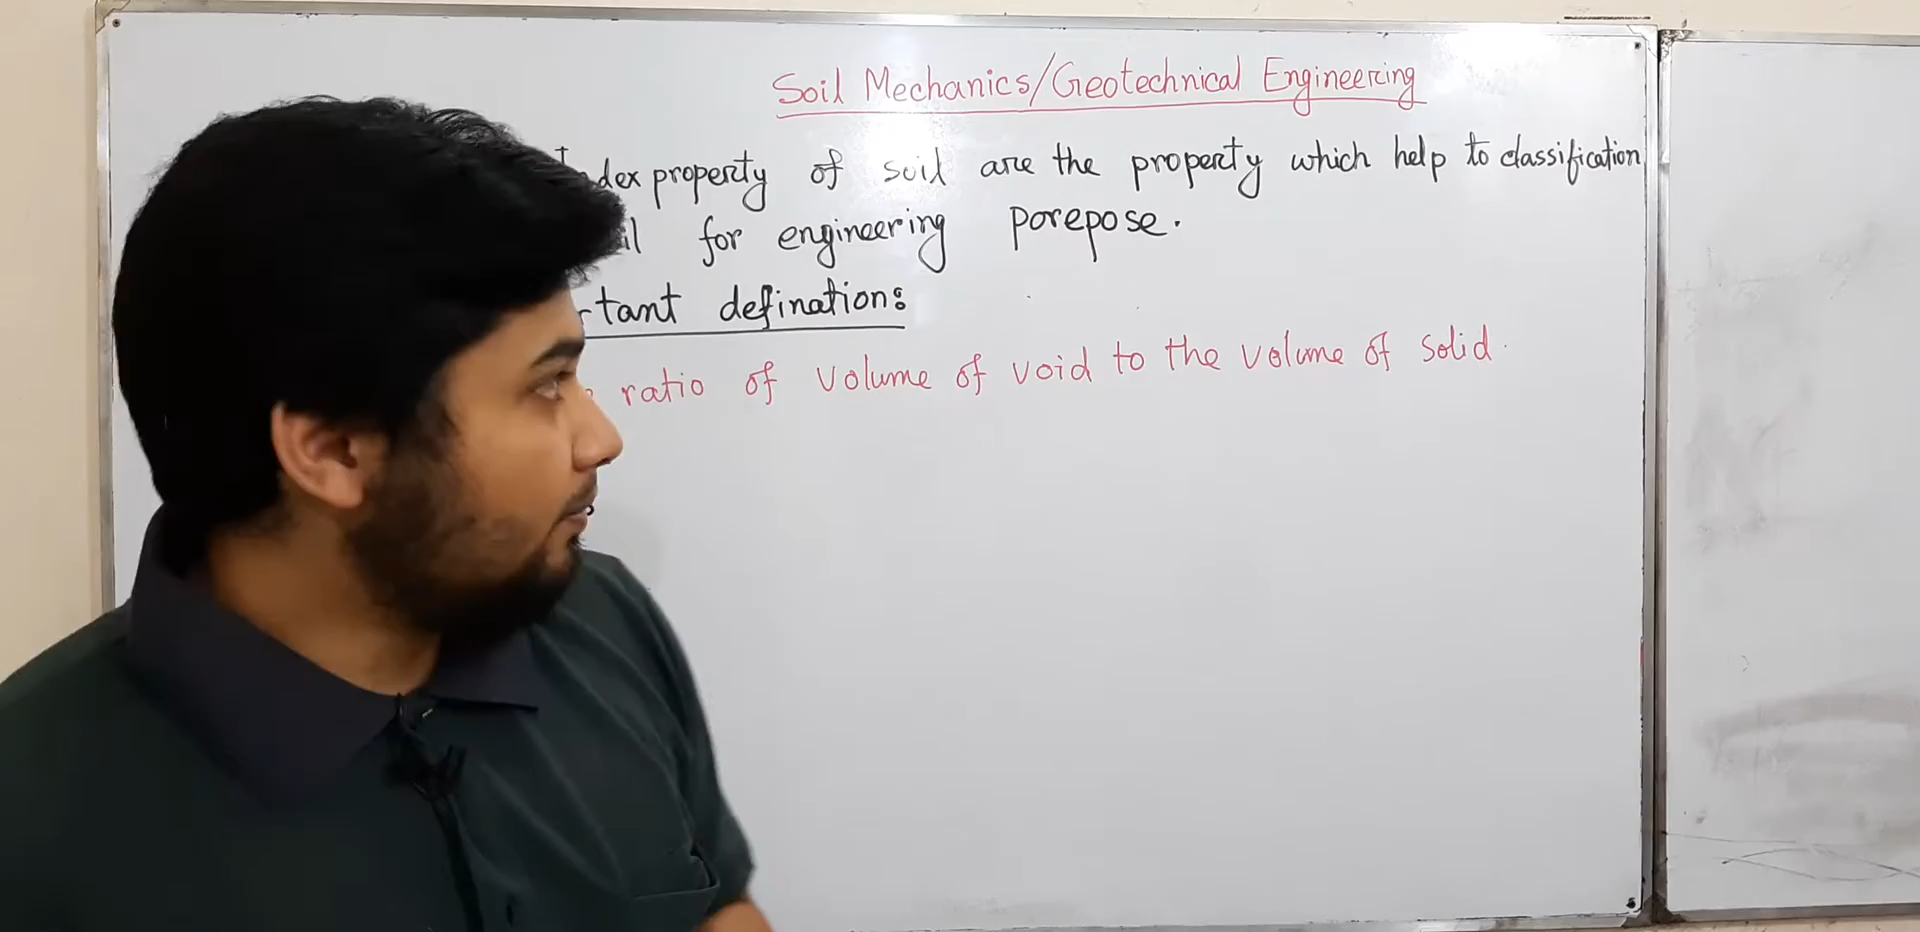 Soil Mechanics/Geotechnical Engineering
dex property of soil are the property which help to classification
il for engineering porepose.
tant defination:
ratio of volume of void to the volume of solid.